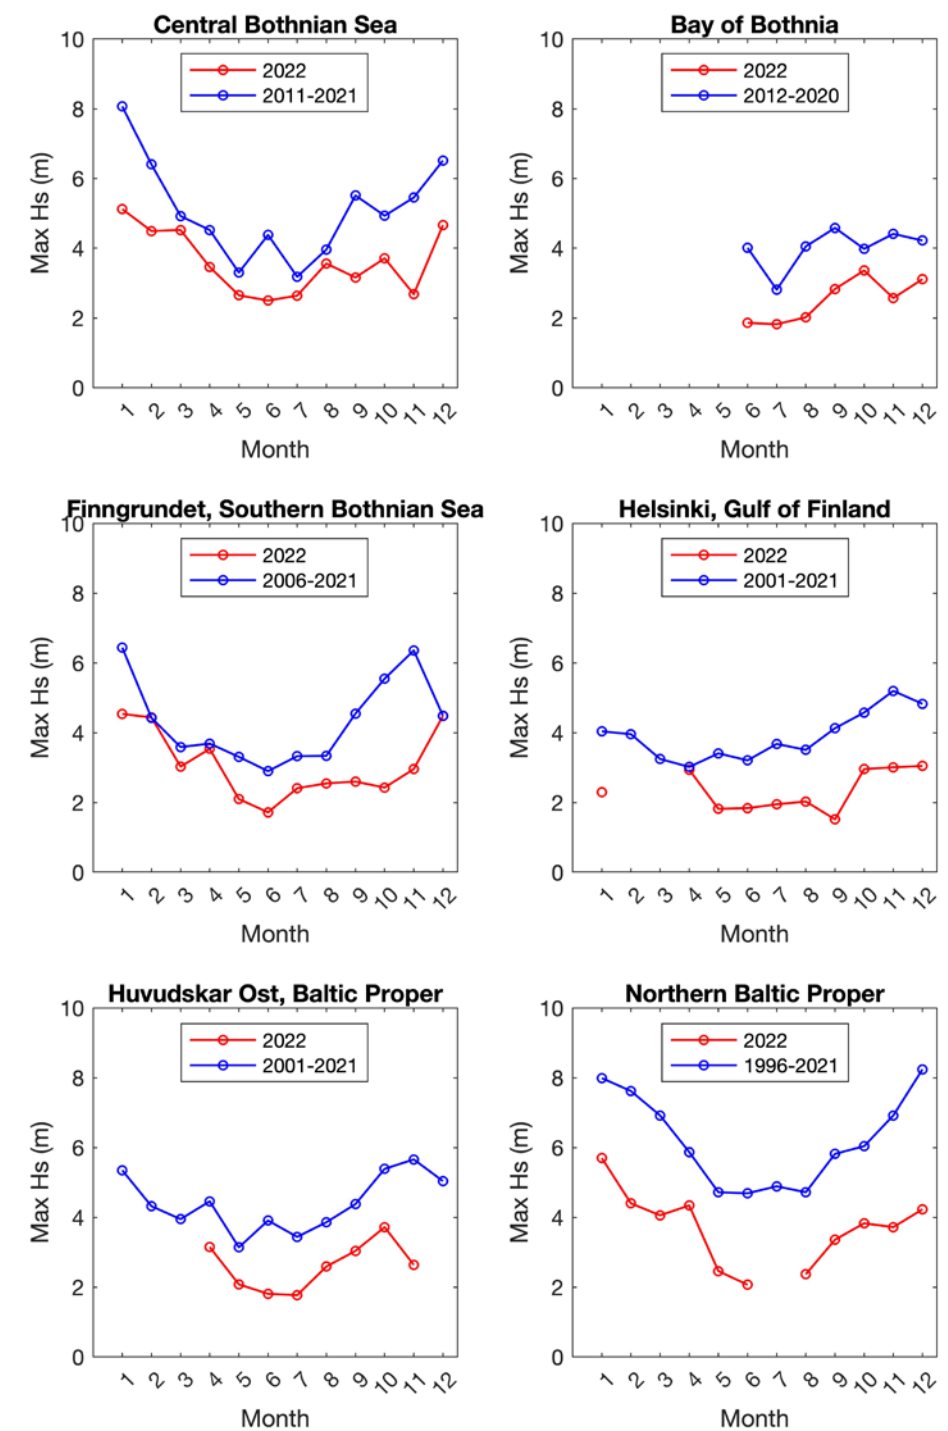 Central Bothnian Sea
10
8
6
4
2
0
Max Hs (m)
2022
2011-2021
1 2 3 4 5 6 7 8 9 10 11 12
Month
Bay of Bothnia
10
8
6
4
2
0
Max Hs (m)
2022
2012-2020
1 2 3 4 5 6 7 8 9 10 11 12
Month
Finngrundet, Southern Bothnian Sea
10
8
6
4
2
0
Max Hs (m)
2022
2006-2021
1 2 3 4 5 6 7 8 9 10 11 12
Month
Helsinki, Gulf of Finland
10
8
6
4
2
0
Max Hs (m)
2022
2001-2021
1 2 3 4 5 6 7 8 9 10 11 12
Month
Huvudskar Ost, Baltic Proper
10
8
6
4
2
0
Max Hs (m)
2022
2001-2021
1 2 3 4 5 6 7 8 9 10 11 12
Month
Northern Baltic Proper
10
8
6
4
2
0
Max Hs (m)
2022
1996-2021
1 2 3 4 5 6 7 8 9 10 11 12
Month